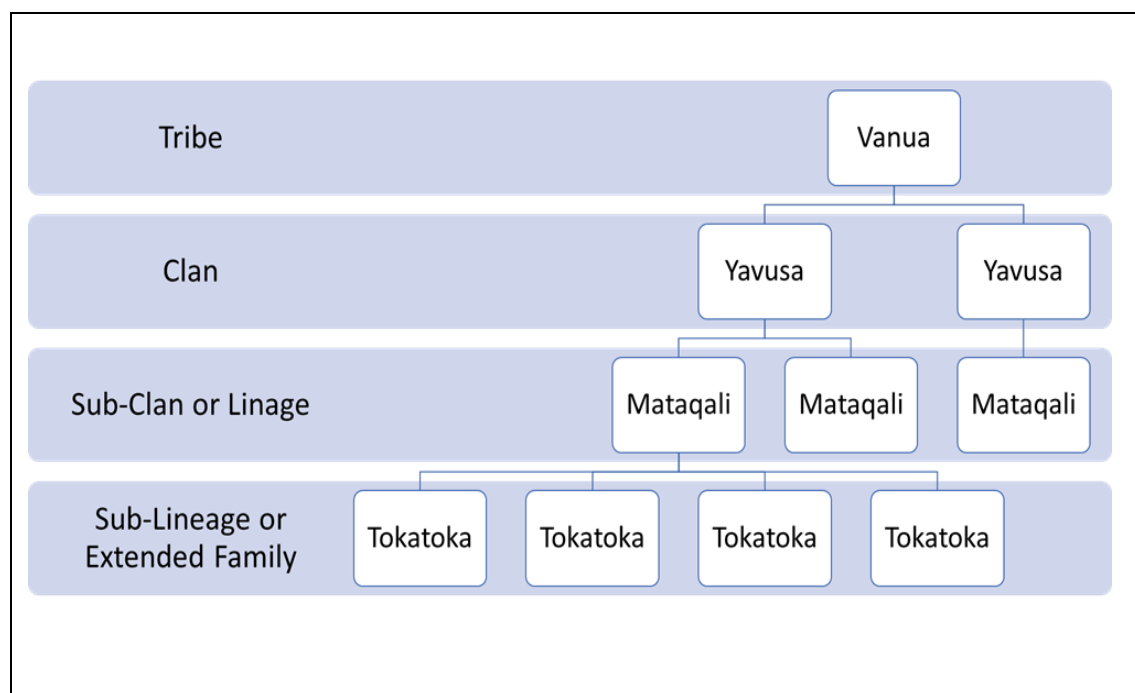 Tribe
Vanua
Clan
Yavusa
Yavusa
Sub-Clan or Linage
Mataqali
Mataqali
Mataqali
Sub-Lineage or
Extended Family
Tokatoka
Tokatoka
Tokatoka
Tokatoka